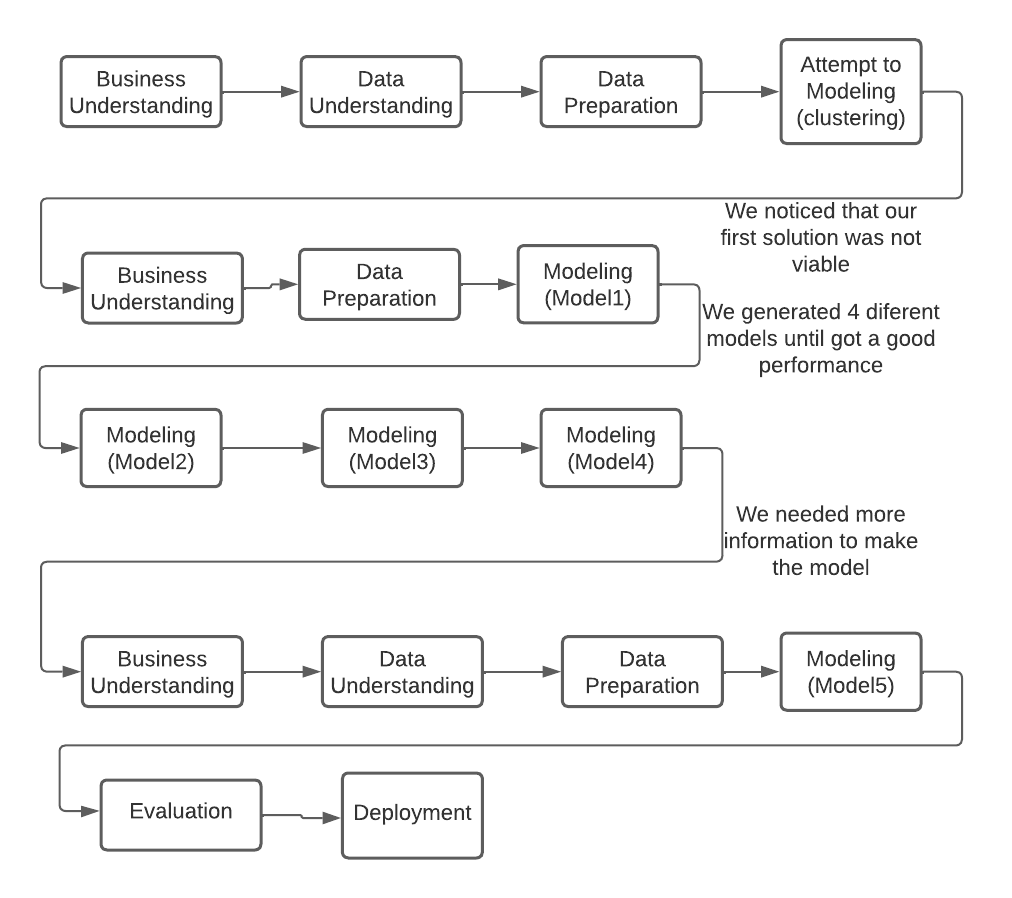 Business
Understanding
Data
Understanding
Data
Preparation
Attempt to
Modeling
(clustering)
We noticed that our
first solution was not
viable
Business
Understanding
Data
Preparation
Modeling
(Model1)
We generated 4 diferent
models until got a good
performance
Modeling
(Model2)
Modeling
(Model3)
Modeling
(Model4)
We needed more
information to make
the model
Business
Understanding
Data
Understanding
Data
Preparation
Modeling
(Model5)
Evaluation
Deployment